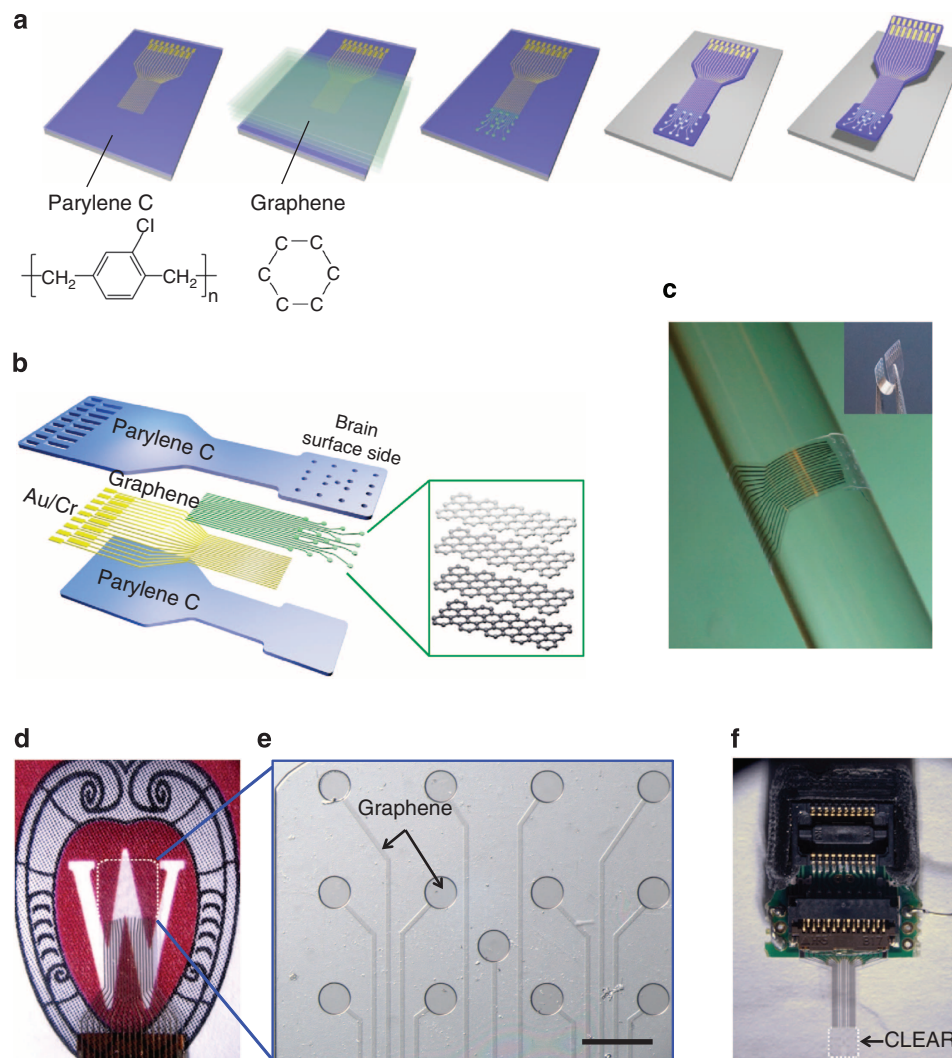 a
Parylene C
Graphene
Cl
CH2
CH2
n
C
C
C
C
C
C
b
Parylene C
Brain
surface side
Graphene
Au/Cr
Parylene C
c
d
W
e
Graphene
f
CLEAR